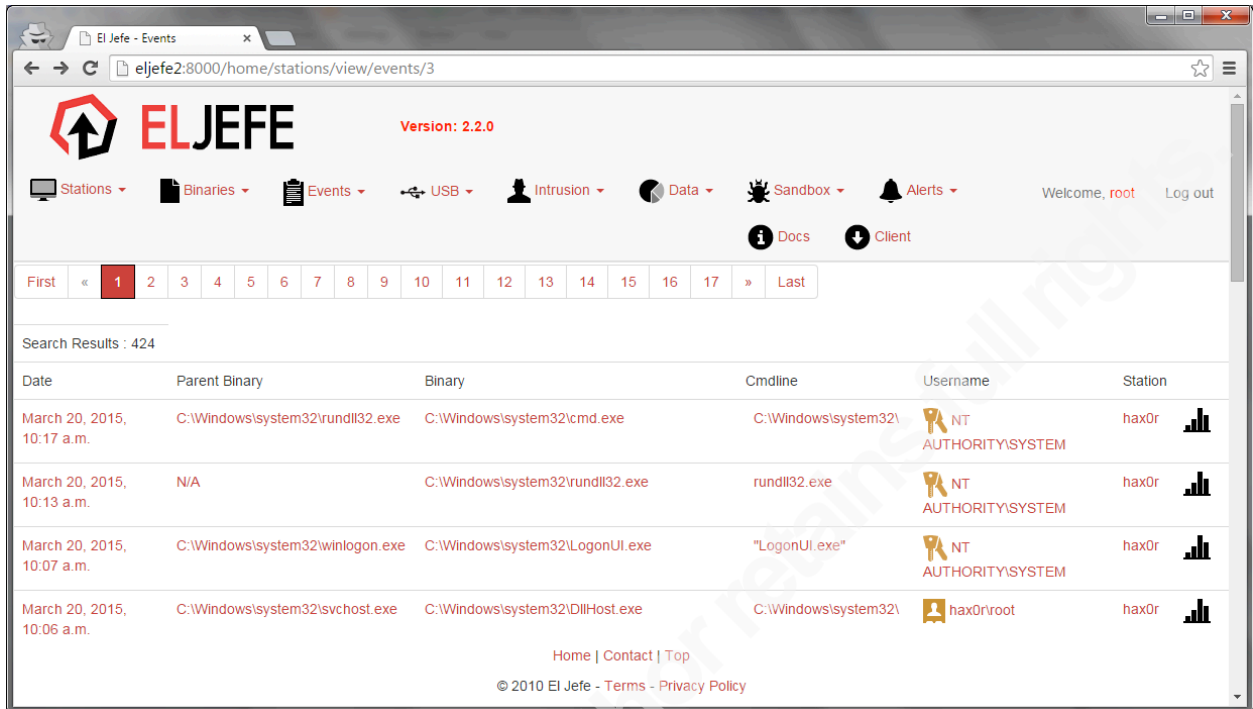 El Jefe - Events
eljefe2:8000/home/stations/view/events/3
ELJEFE
Version: 2.2.0
Stations
Binaries
Events
USB
Intrusion
Data
Sandbox
Alerts
Welcome, root
Log out
Docs
Client
First « 1 2 3 4 5 6 7 8 9 10 11 12 13 14 15 16 17 » Last
Search Results : 424
Date Parent Binary Binary Cmdline Username Station
March 20, 2015, C:\Windows\system32\rundll32.exe C:\Windows\system32\cmd.exe C:\Windows\system32\ NT hax0r
10:17 a.m. AUTHORITY\SYSTEM
March 20, 2015, N/A C:\Windows\system32\rundll32.exe rundll32.exe NT hax0r
10:13 a.m. AUTHORITY\SYSTEM
March 20, 2015, C:\Windows\system32\winlogon.exe C:\Windows\system32\LogonUI.exe "LogonUI.exe" NT hax0r
10:07 a.m. AUTHORITY\SYSTEM
March 20, 2015, C:\Windows\system32\svchost.exe C:\Windows\system32\DllHost.exe C:\Windows\system32\ hax0r\root hax0r
10:06 a.m.
Home | Contact | Top
© 2010 El Jefe - Terms - Privacy Policy
hor retains full rights.